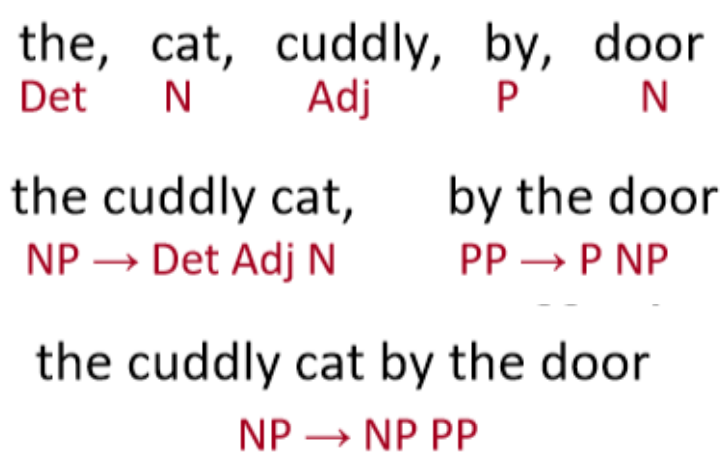 the, cat, cuddly, by, door
Det N Adj P N
the cuddly cat, by the door
NP → Det Adj N PP → P NP
the cuddly cat by the door
NP → NP PP